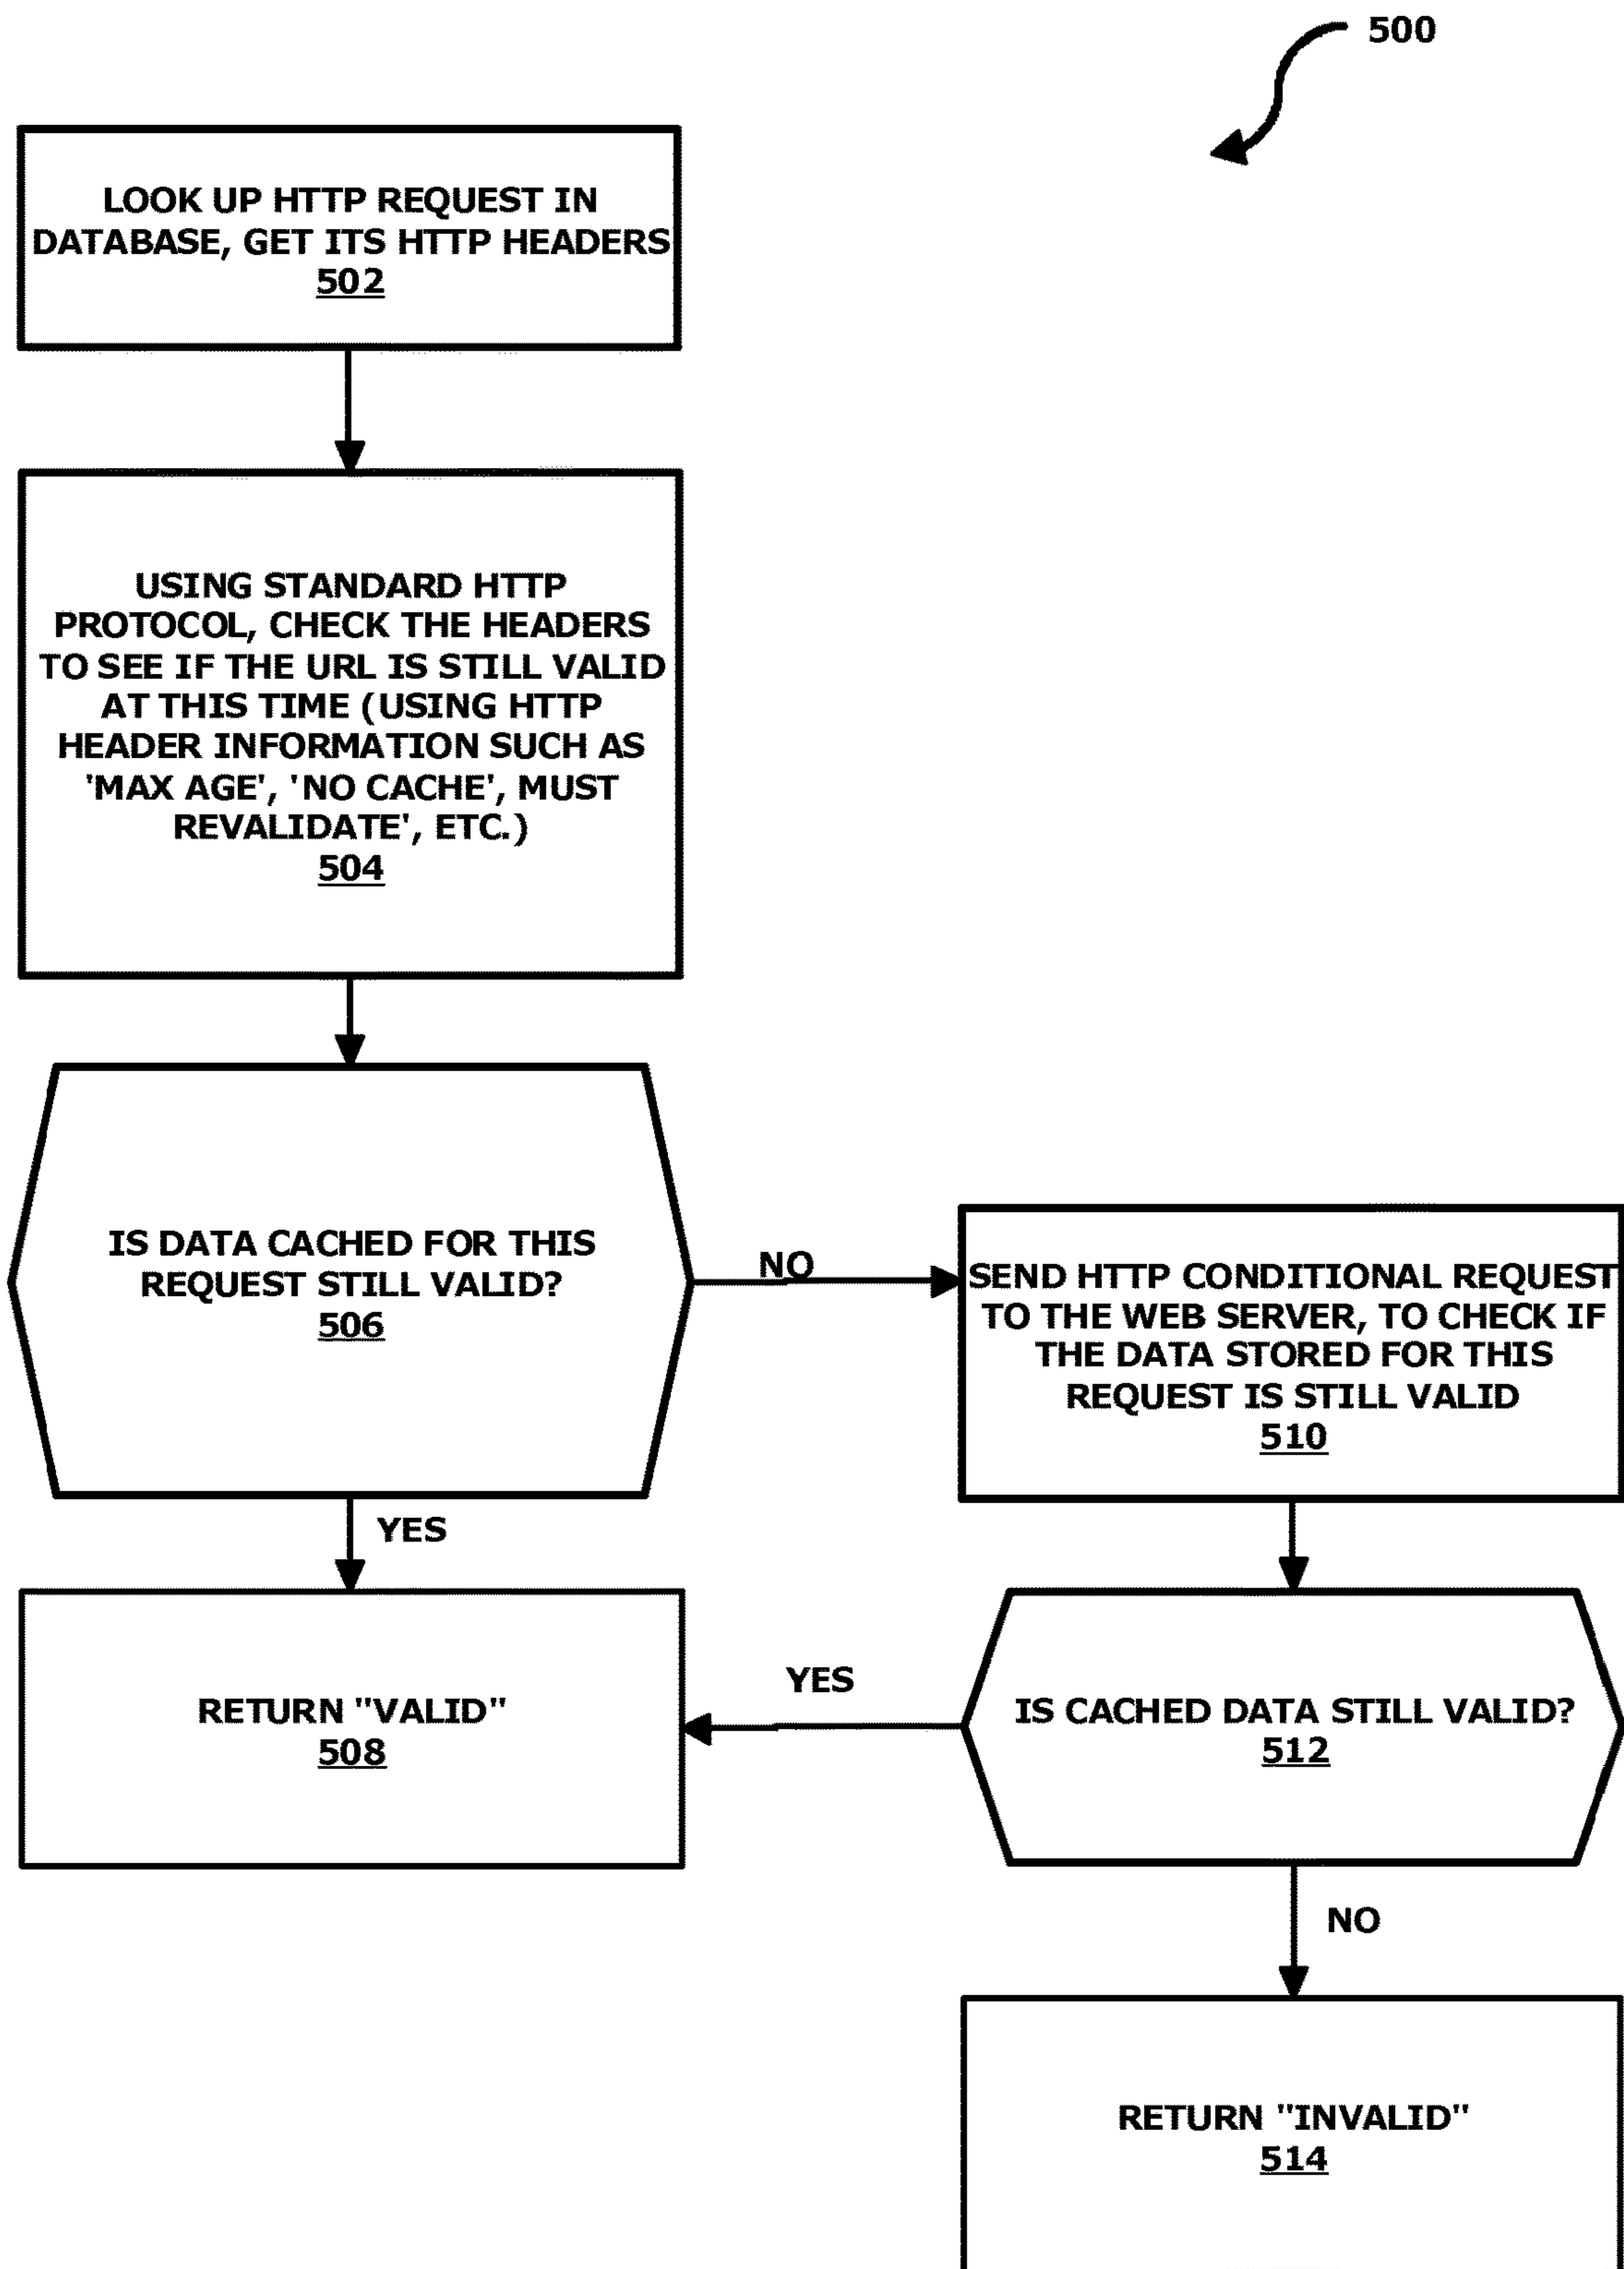 500
LOOK UP HTTP REQUEST IN
DATABASE, GET ITS HTTP HEADERS
502
USING STANDARD HTTP
PROTOCOL, CHECK THE HEADERS
TO SEE IF THE URL IS STILL VALID
AT THIS TIME (USING HTTP
HEADER INFORMATION SUCH AS
'MAX AGE', 'NO CACHE', MUST
REVALIDATE', ETC.)
504
IS DATA CACHED FOR THIS
REQUEST STILL VALID?
506
NO
SEND HTTP CONDITIONAL REQUEST
TO THE WEB SERVER, TO CHECK IF
THE DATA STORED FOR THIS
REQUEST IS STILL VALID
510
YES
RETURN "VALID"
508
YES
IS CACHED DATA STILL VALID?
512
NO
RETURN "INVALID"
514